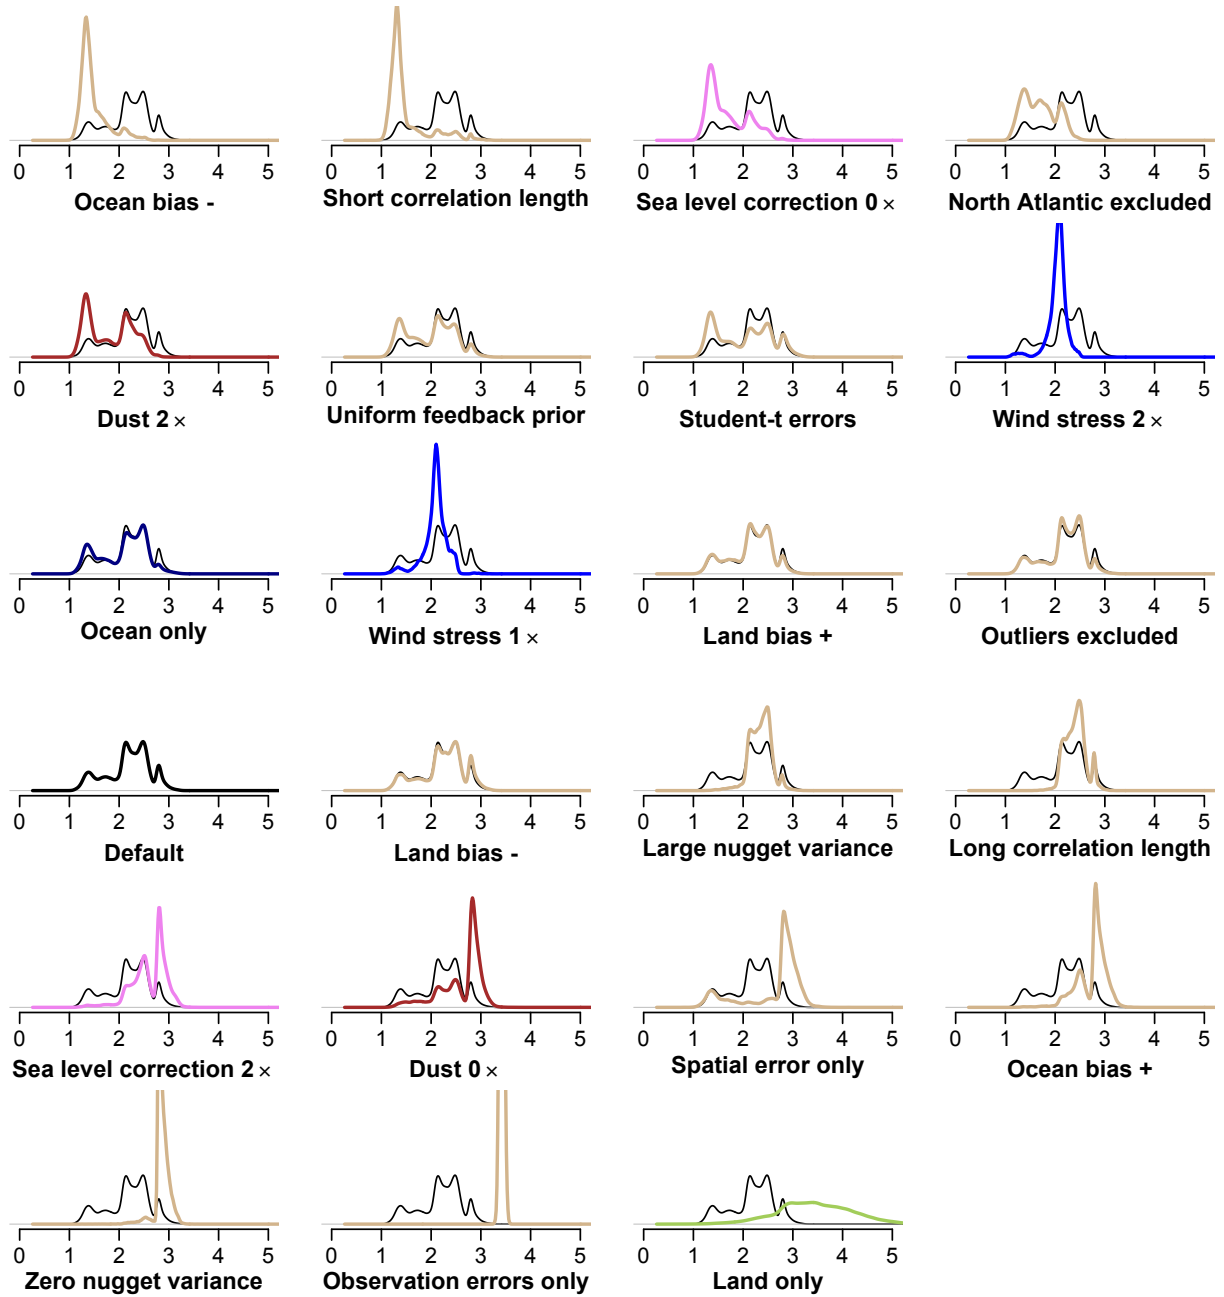 0 1 2 3 4 5 0 1 2 3 4 5 0 1 2 3 4 5 0 1 2 3 4 5
Ocean bias - Short correlation length Sea level correction 0 × North Atlantic excluded
0 1 2 3 4 5 0 1 2 3 4 5 0 1 2 3 4 5 0 1 2 3 4 5
Dust 2 × Uniform feedback prior Student-t errors Wind stress 2 ×
0 1 2 3 4 5 0 1 2 3 4 5 0 1 2 3 4 5 0 1 2 3 4 5
Ocean only Wind stress 1 × Land bias + Outliers excluded
0 1 2 3 4 5 0 1 2 3 4 5 0 1 2 3 4 5 0 1 2 3 4 5
Default Land bias - Large nugget variance Long correlation length
0 1 2 3 4 5 0 1 2 3 4 5 0 1 2 3 4 5 0 1 2 3 4 5
Sea level correction 2 × Dust 0 × Spatial error only Ocean bias +
0 1 2 3 4 5 0 1 2 3 4 5 0 1 2 3 4 5
Zero nugget variance Observation errors only Land only